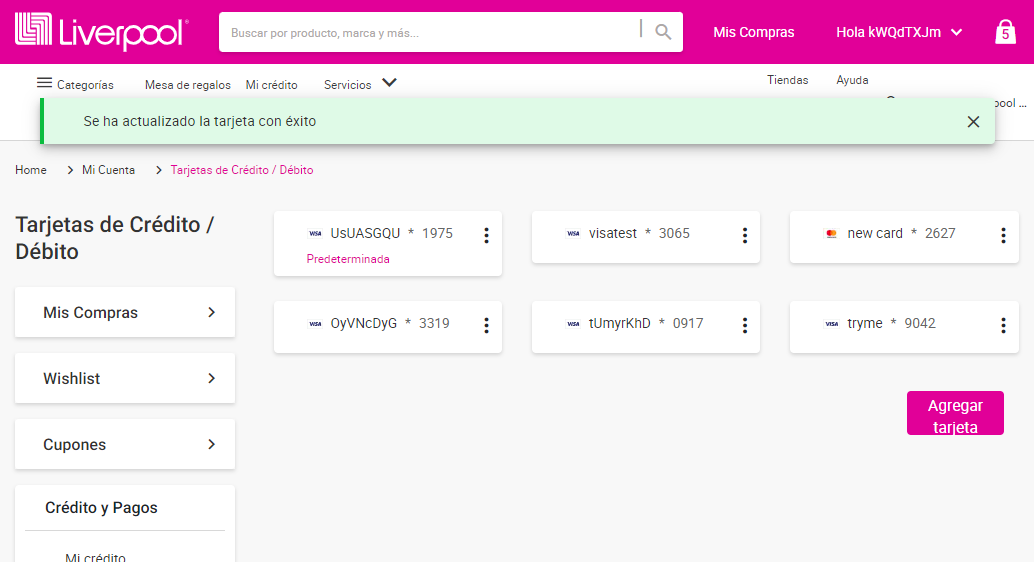 Liverpool
Buscar por producto, marca y más...
Mis Compras
Hola kWQdTXJm
5
Categorías
Mesa de regalos
Mi crédito
Servicios
Tiendas
Ayuda
pool ...
Se ha actualizado la tarjeta con éxito
Home
Mi Cuenta
Tarjetas de Crédito / Débito
Tarjetas de Crédito /
Débito
Mis Compras
Wishlist
Cupones
Crédito y Pagos
Mi crédito
VISA UsUASGQU * 1975
Predeterminada
VISA visatest * 3065
new card * 2627
VISA OyVNcDyG * 3319
VISA tUmyrKhD * 0917
VISA tryme * 9042
Agregar
tarjeta